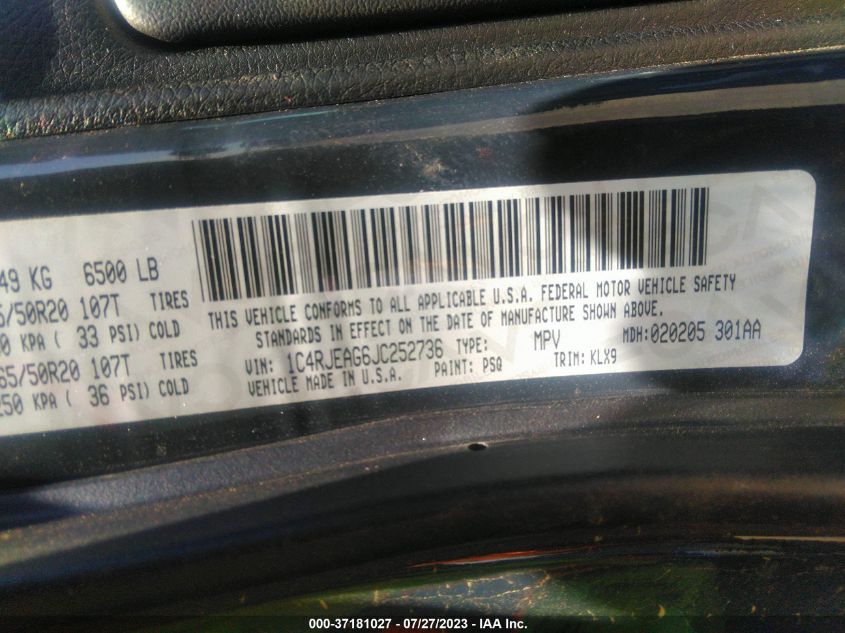 49 KG 6500 LB
/50R20 107T TIRES
0 KPA ( 33 PSI) COLD
65/50R20 107T TIRES
250 KPA ( 36 PSI) COLD
THIS VEHICLE CONFORMS TO ALL APPLICABLE U.S.A. FEDERAL MOTOR VEHICLE SAFETY
STANDARDS IN EFFECT ON THE DATE OF MANUFACTURE SHOWN ABOVE.
VIN: 1C4RJEAG6JC252736 TYPE: MPV MDH:020205 301AA
VEHICLE MADE IN U.S.A. PAINT: PSQ TRIM: KLX9
000-37181027 - 07/27/2023 - IAA Inc.